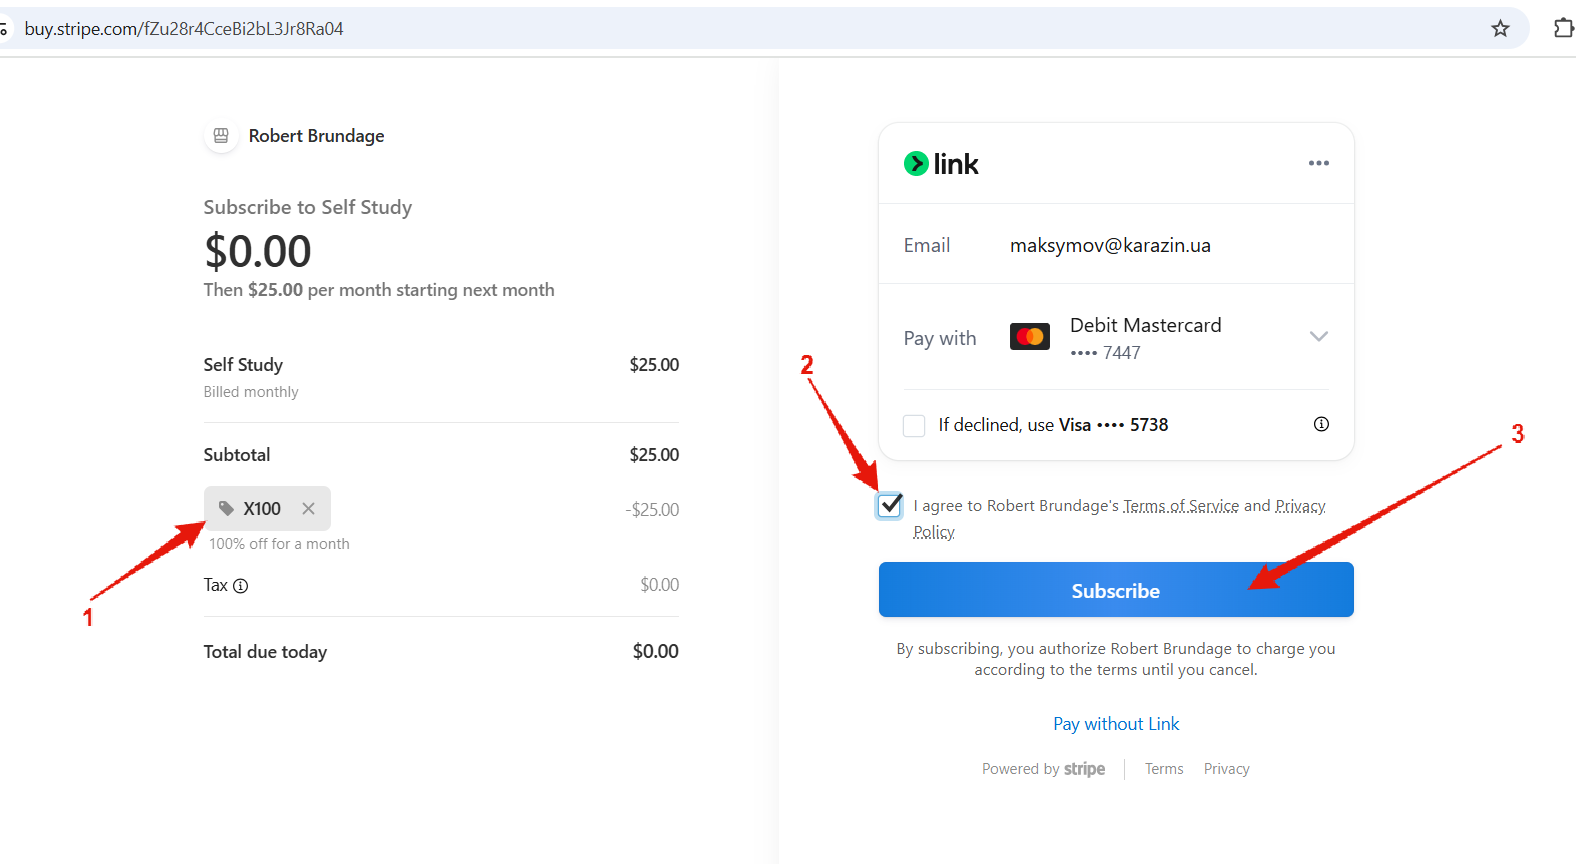 buy.stripe.com/fZu28r4CceBi2bL3Jr8Ra04
Robert Brundage
Subscribe to Self Study
$0.00
Then $25.00 per month starting next month
Self Study $25.00
Billed monthly
Subtotal $25.00
X100 -$25.00
100% off for a month
1
Tax $0.00
Total due today $0.00
link
Email maksymov@karazin.ua
Pay with Debit Mastercard
•••• 7447
2
If declined, use Visa •••• 5738
3
I agree to Robert Brundage's Terms of Service and Privacy
Policy
Subscribe
By subscribing, you authorize Robert Brundage to charge you
according to the terms until you cancel.
Pay without Link
Powered by stripe Terms Privacy